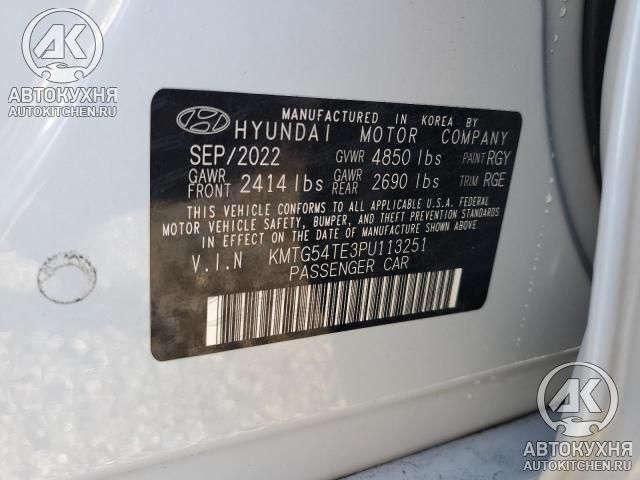 AK
АВТОКУХНЯ
AUTOKITCHEN.RU
MANUFACTURED IN KOREA BY
HYUNDAI MOTOR COMPANY
SEP/2022 GVWR 4850 lbs PAINT RGY
GAWR FRONT 2414 lbs GAWR REAR 2690 lbs TRIM RGE
THIS VEHICLE CONFORMS TO ALL APPLICABLE U.S.A. FEDERAL
MOTOR VEHICLE SAFETY, BUMPER, AND THEFT PREVENTION STANDARDS
IN EFFECT ON THE DATE OF MANUFACTURE SHOWN ABOVE.
V.I.N KMTG54TE3PU113251
PASSENGER CAR
AK
АВТОКУХНЯ
AUTOKITCHEN.RU